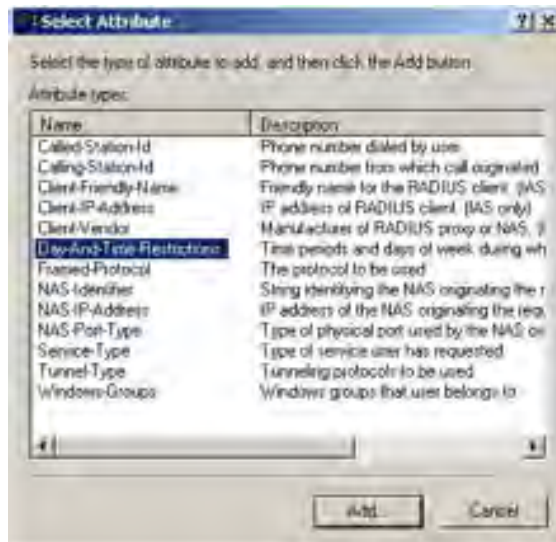 Select Attribute
Select the type of attribute to add, and then click the Add button.
Attribute types:
Name Description
Called-Station-Id Phone number dialed by user
Calling-Station-Id Phone number from which call originated
Client-Friendly-Name Friendly name for the RADIUS client. (IAS
Client-IP-Address IP address of RADIUS client. (IAS only)
Client-Vendor Manufacturer of RADIUS proxy or NAS.
Day-And-Time-Restrictions Time periods and days of week during wh
Framed-Protocol The protocol to be used
NAS-Identifier String identifying the NAS originating the r
NAS-IP-Address IP address of the NAS originating the requ
NAS-Port-Type Type of physical port used by the NAS
Service-Type Type of service user has requested
Tunnel-Type Tunneling protocols to be used
Windows-Groups Windows groups that user belongs to
Add...
Cancel